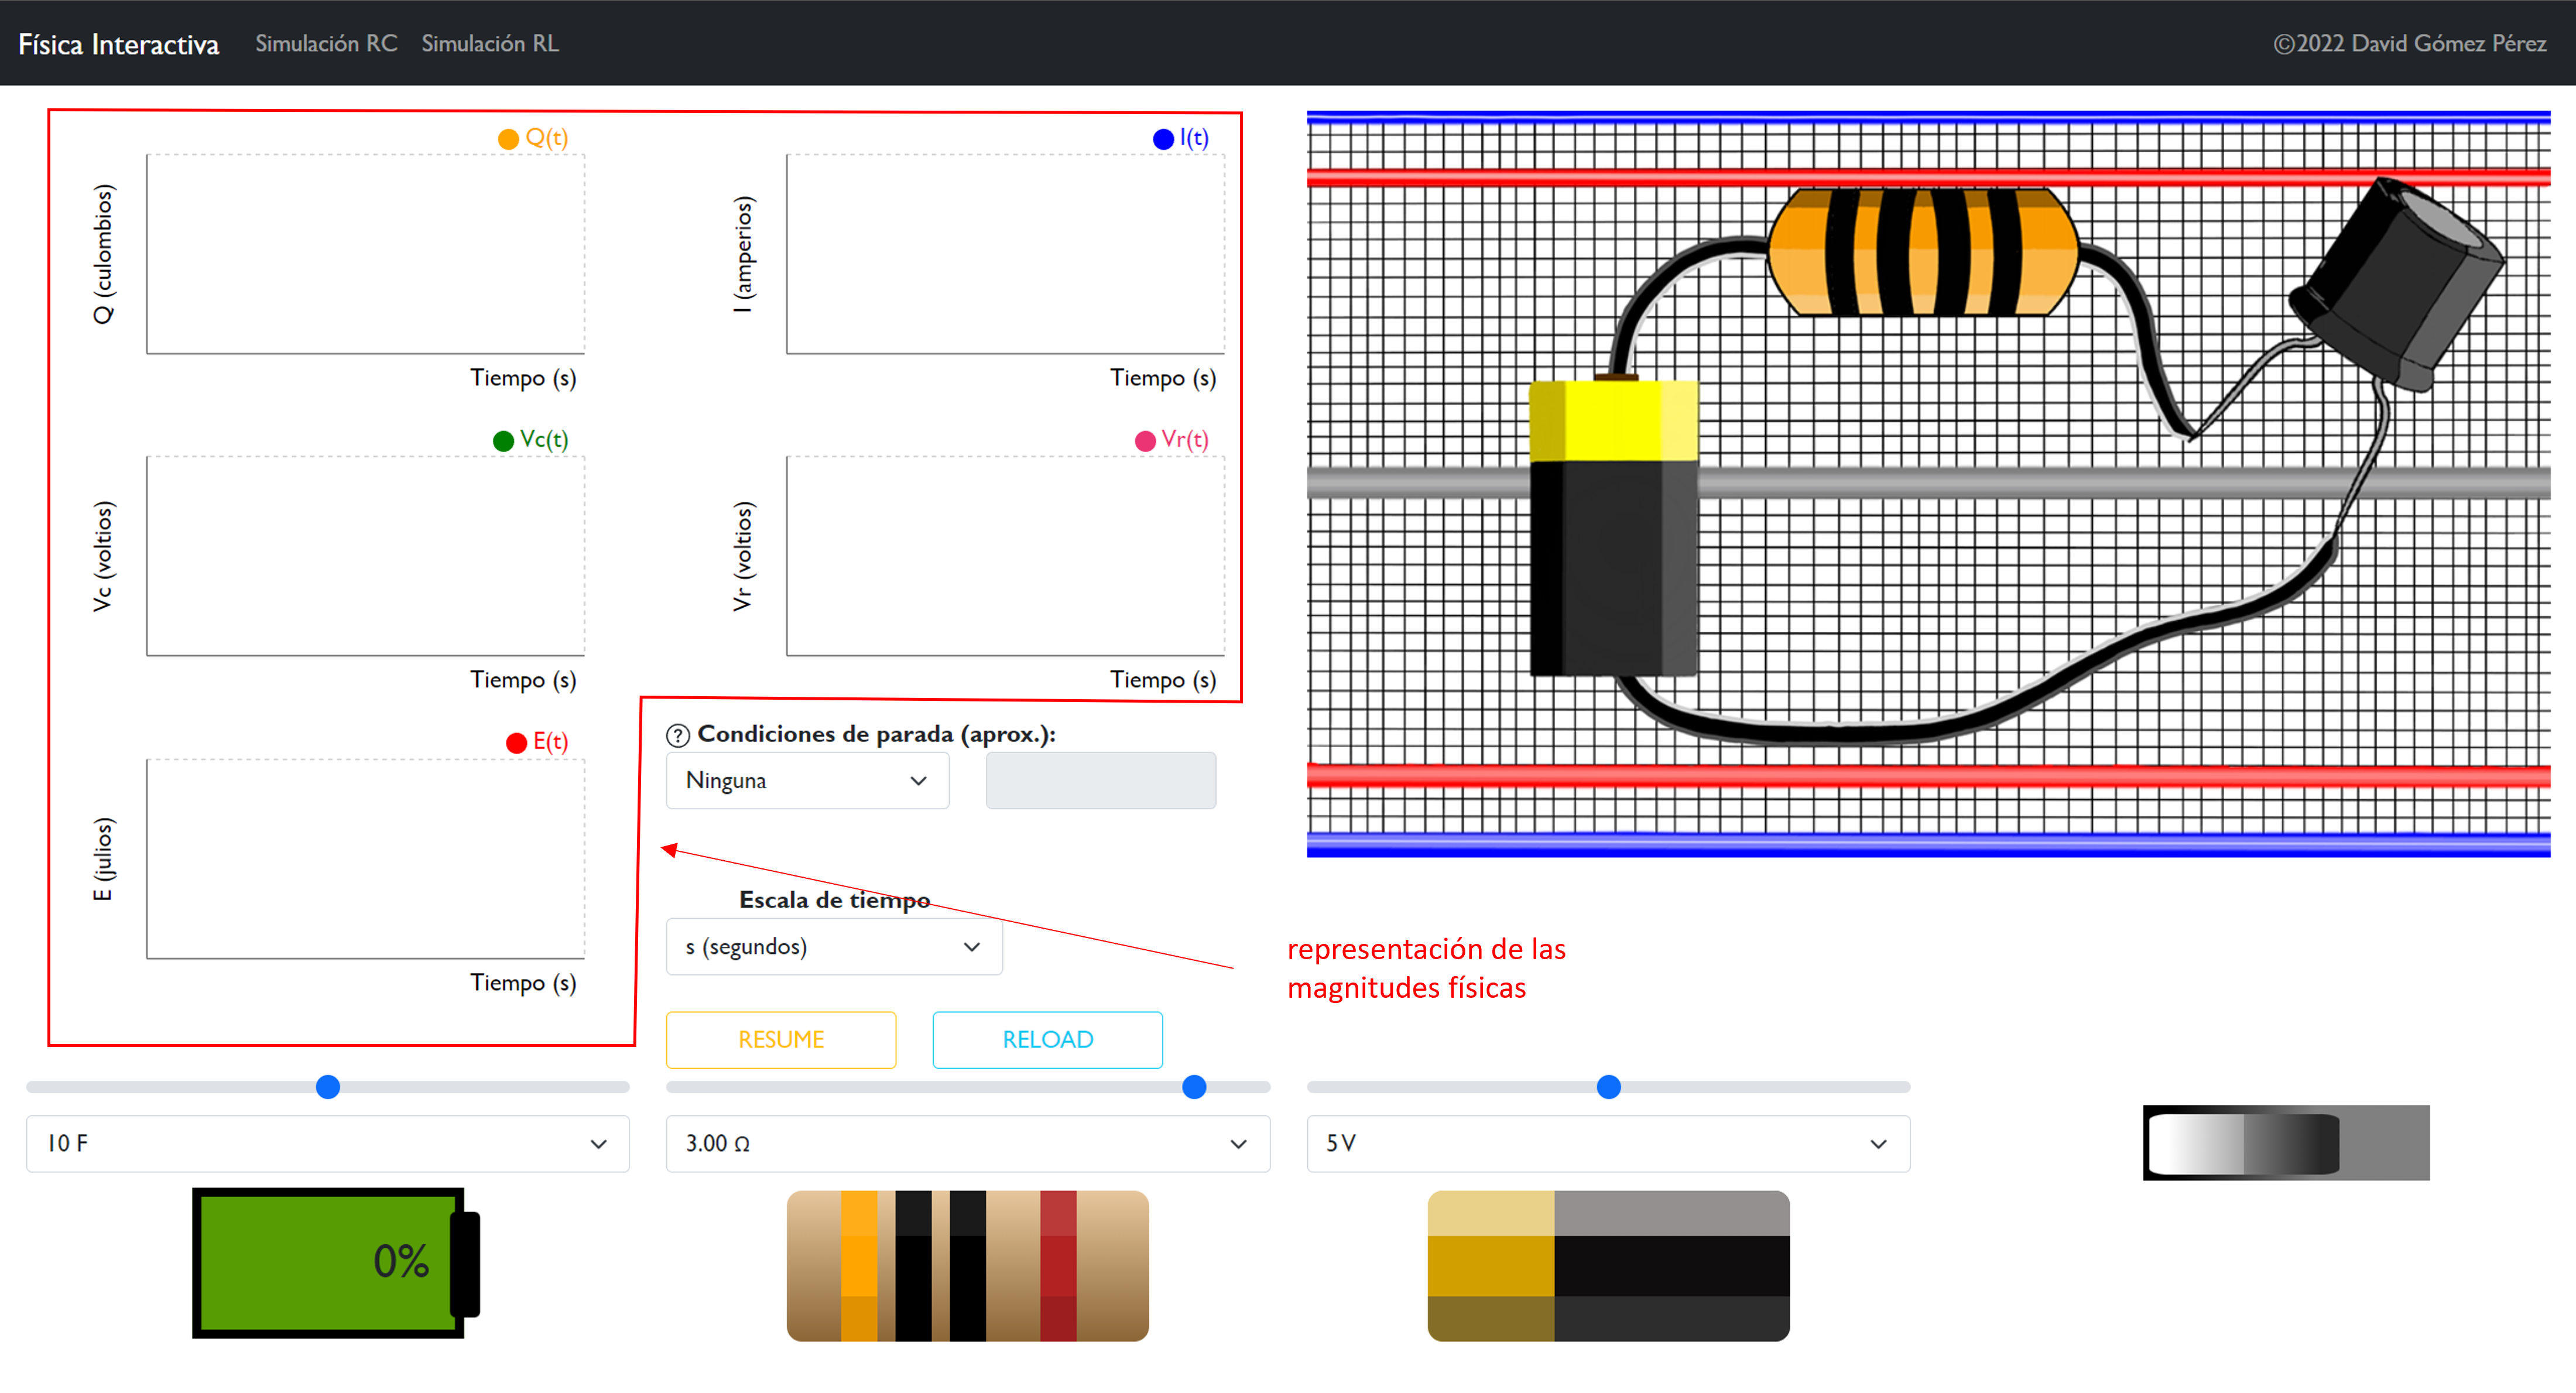 Física Interactiva Simulación RC Simulación RL ©2022 David Gómez Pérez
Q(t)
Q (culombios)
Tiempo (s)
I(t)
I (amperios)
Tiempo (s)
Vc(t)
Vc (voltios)
Tiempo (s)
Vr(t)
Vr (voltios)
Tiempo (s)
E(t)
E (julios)
Tiempo (s)
? Condiciones de parada (aprox.):
Ninguna
Escala de tiempo
s (segundos)
representación de las
magnitudes físicas
RESUME RELOAD
10 F
3.00 Ω
5 V
0%